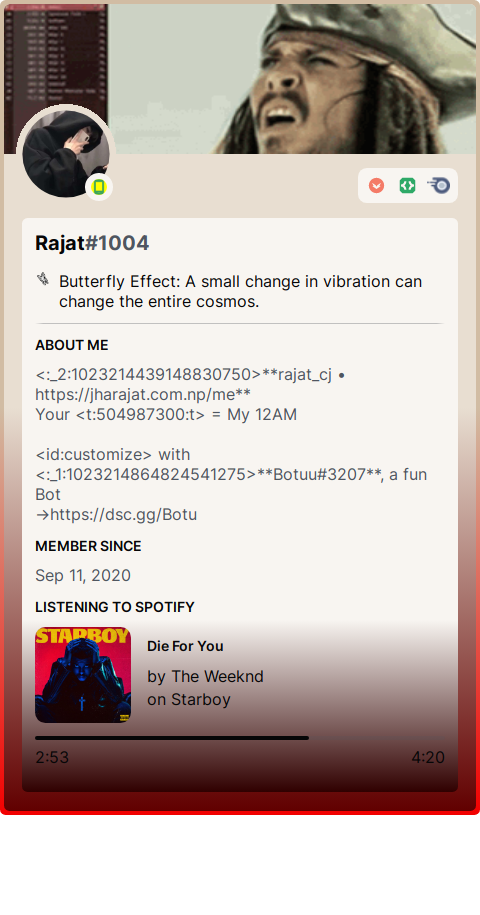 Rajat#1004
Butterfly Effect: A small change in vibration can
change the entire cosmos.
ABOUT ME
<:_2:1023214439148830750>**rajat_cj •
https://jharajat.com.np/me**
Your <t:504987300:t> = My 12AM
<id:customize> with
<:_1:1023214864824541275>**Botuu#3207**, a fun
Bot
→https://dsc.gg/Botu
MEMBER SINCE
Sep 11, 2020
LISTENING TO SPOTIFY
STARBOY
Die For You
by The Weeknd
on Starboy
2:53
4:20